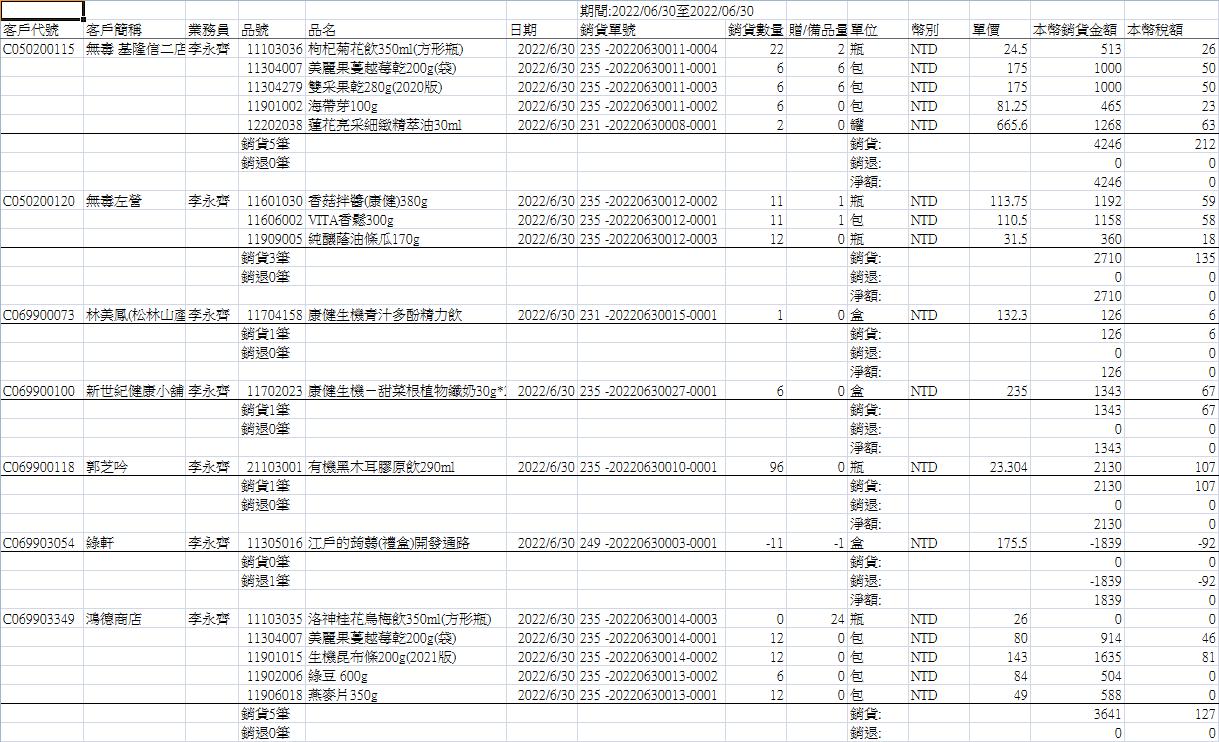 期間:2022/06/30至2022/06/30
客戶代號 客戶簡稱 業務員 品號 品名 日期 銷貨單號 銷貨數量 贈/備品量 單位 幣別 單價 本幣銷貨金額 本幣稅額
C050200115 無毒 基隆信二店 李永齊 11103036 枸杞菊花飲350ml(方形瓶) 2022/6/30 235 -20220630011-0004 22 2 瓶 NTD 24.5 513 26
11304007 美麗果蔓越莓乾200g(袋) 2022/6/30 235 -20220630011-0001 6 6 包 NTD 175 1000 50
11304279 雙采果乾280g(2020版) 2022/6/30 235 -20220630011-0003 6 6 包 NTD 175 1000 50
11901002 海帶芽100g 2022/6/30 235 -20220630011-0002 6 0 包 NTD 81.25 465 23
12202038 蓮花亮采細緻精萃油30ml 2022/6/30 231 -20220630008-0001 2 0 罐 NTD 665.6 1268 63
銷貨5筆 銷貨: 4246 212
銷退0筆 銷退: 0 0
淨額: 4246 0
C050200120 無毒左營 李永齊 11601030 香菇拌醬(康健)380g 2022/6/30 235 -20220630012-0002 11 1 瓶 NTD 113.75 1192 59
11606002 VITA香鬆300g 2022/6/30 235 -20220630012-0001 11 1 包 NTD 110.5 1158 58
11909005 純釀蔭油條瓜170g 2022/6/30 235 -20220630012-0003 12 0 瓶 NTD 31.5 360 18
銷貨3筆 銷貨: 2710 135
銷退0筆 銷退: 0 0
淨額: 2710 0
C069900073 林美鳳(松林山產 李永齊 11704158 康健生機青汁多酚精力飲 2022/6/30 231 -20220630015-0001 1 0 盒 NTD 132.3 126 6
銷貨1筆 銷貨: 126 6
銷退0筆 銷退: 0 0
淨額: 126 0
C069900100 新世紀健康小舖 李永齊 11702023 康健生機－甜菜根植物纖奶30g* 2022/6/30 235 -20220630027-0001 6 0 盒 NTD 235 1343 67
銷貨1筆 銷貨: 1343 67
銷退0筆 銷退: 0 0
淨額: 1343 0
C069900118 郭芝吟 李永齊 21103001 有機黑木耳膠原飲290ml 2022/6/30 235 -20220630010-0001 96 0 瓶 NTD 23.304 2130 107
銷貨1筆 銷貨: 2130 107
銷退0筆 銷退: 0 0
淨額: 2130 0
C069903054 綠軒 李永齊 11305016 江戶的蒟蒻(禮盒)開發通路 2022/6/30 249 -20220630003-0001 -11 -1 盒 NTD 175.5 -1839 -92
銷貨0筆 銷貨: 0 0
銷退1筆 銷退: -1839 -92
淨額: 1839 0
C069903349 鴻德商店 李永齊 11103035 洛神桂花烏梅飲350ml(方形瓶) 2022/6/30 235 -20220630014-0003 0 24 瓶 NTD 26 0 0
11304007 美麗果蔓越莓乾200g(袋) 2022/6/30 235 -20220630014-0001 12 0 包 NTD 80 914 46
11901015 生機昆布條200g(2021版) 2022/6/30 235 -20220630014-0002 12 0 包 NTD 143 1635 81
11902006 綠豆 600g 2022/6/30 235 -20220630013-0002 6 0 包 NTD 84 504 0
11906018 燕麥片350g 2022/6/30 235 -20220630013-0001 12 0 包 NTD 49 588 0
銷貨5筆 銷貨: 3641 127
銷退0筆 銷退: 0 0